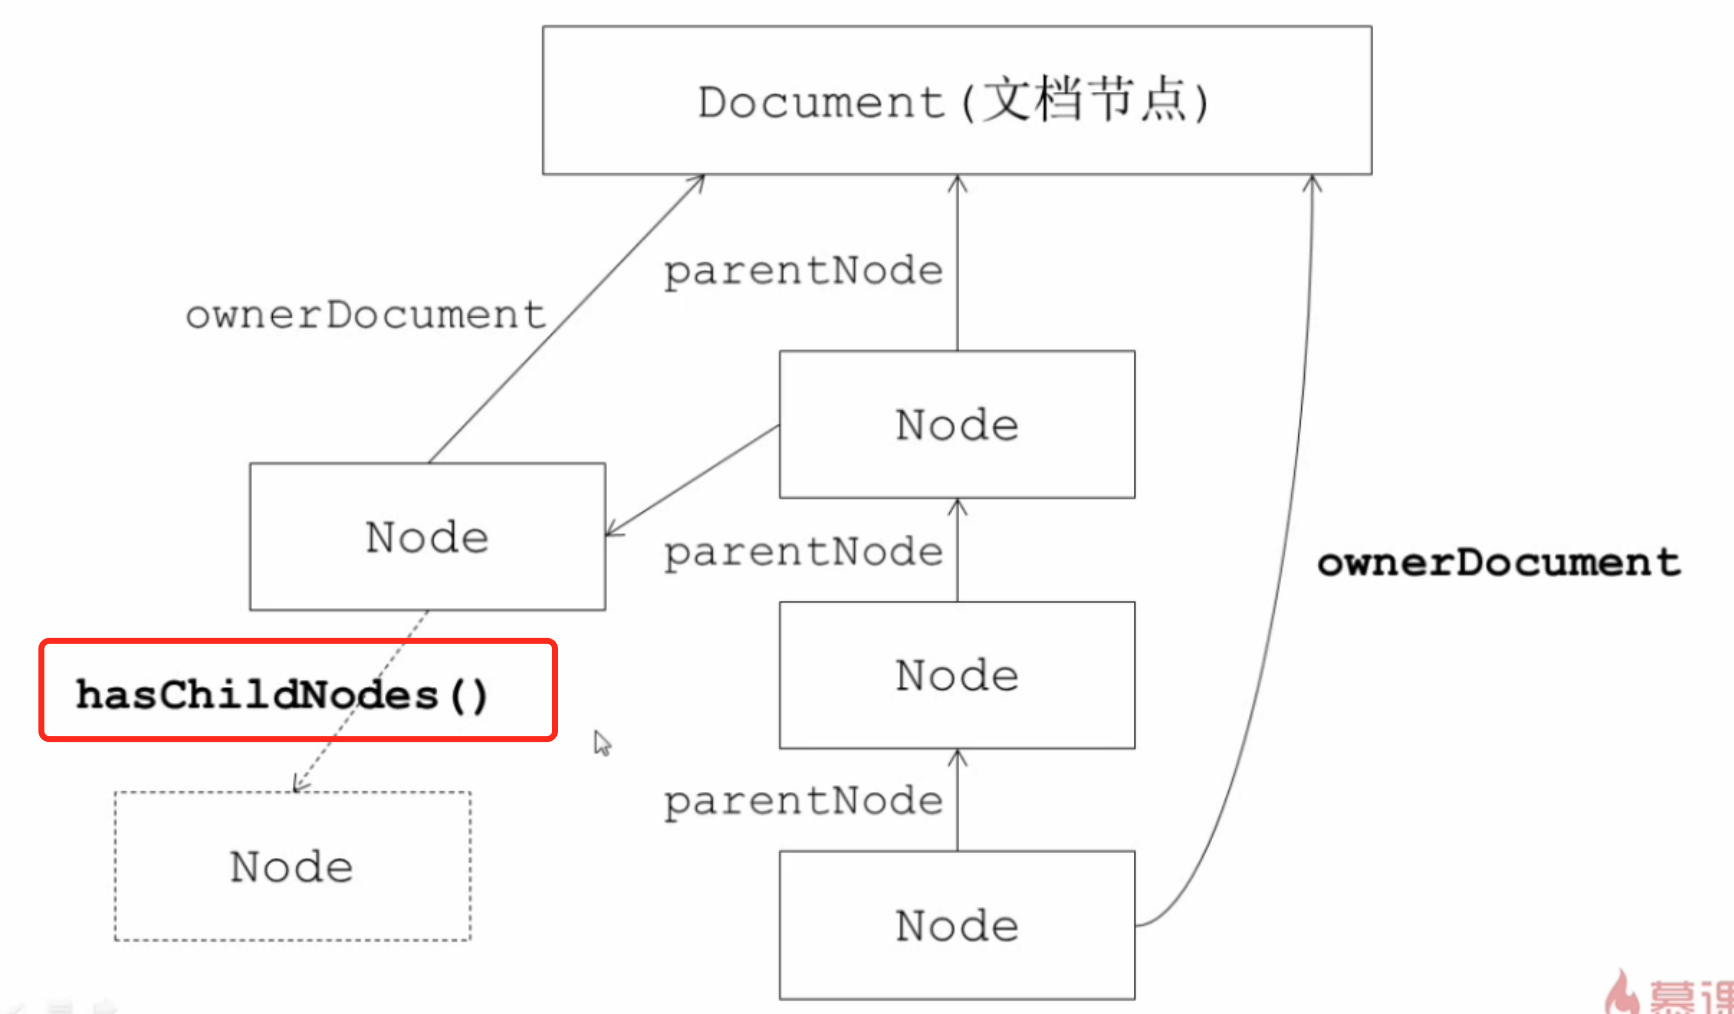 Document(文档节点)
parentNode
ownerDocument
Node
Node
parentNode
ownerDocument
hasChildNodes()
Node
parentNode
Node
Node
慕课